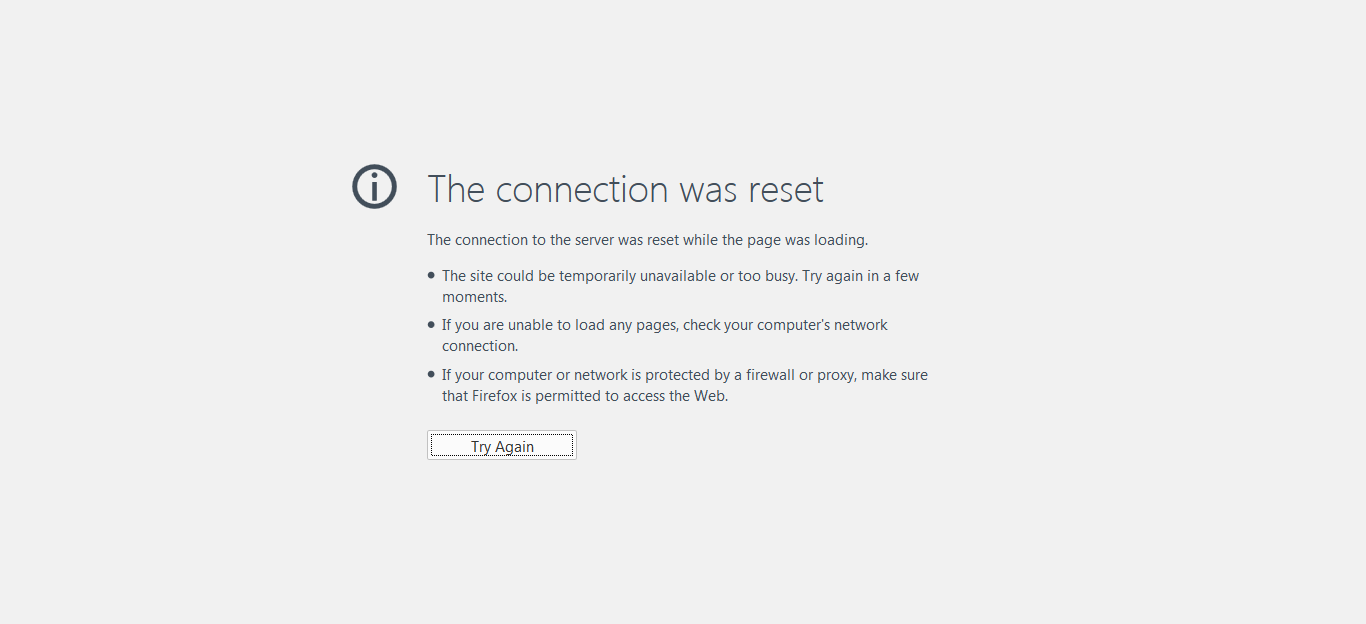 The connection was reset
The connection to the server was reset while the page was loading.
The site could be temporarily unavailable or too busy. Try again in a few
moments.
If you are unable to load any pages, check your computer's network
connection.
If your computer or network is protected by a firewall or proxy, make sure
that Firefox is permitted to access the Web.
Try Again